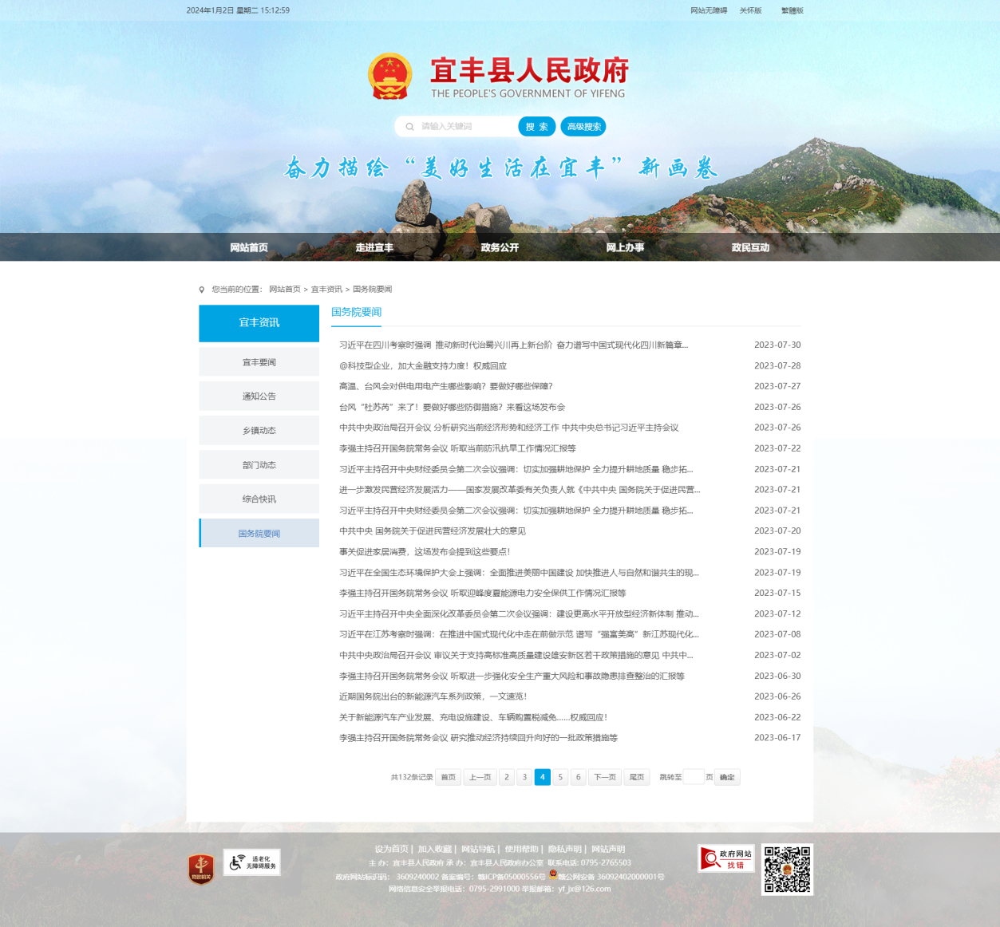 2024年1月2日 星期二 15:12:59
网站无障碍 关怀版 繁體版
宜丰县人民政府
THE PEOPLE'S GOVERNMENT OF YIFENG
请输入关键词 搜 索 高级搜索
奋力描绘“美好生活在宜丰”新画卷
网站首页 走进宜丰 政务公开 网上办事 政民互动
您当前的位置： 网站首页 > 宜丰资讯 > 国务院要闻
宜丰资讯
宜丰要闻
通知公告
乡镇动态
部门动态
综合快讯
国务院要闻
国务院要闻
习近平在四川考察时强调 推动新时代治蜀兴川再上新台阶 奋力谱写中国式现代化四川新篇章... 2023-07-30
@科技型企业，加大金融支持力度！权威回应 2023-07-28
高温、台风会对供电用电产生哪些影响？要做好哪些保障？ 2023-07-27
台风“杜苏芮”来了！要做好哪些防御措施？来看这场发布会 2023-07-26
中共中央政治局召开会议 分析研究当前经济形势和经济工作 中共中央总书记习近平主持会议 2023-07-26
李强主持召开国务院常务会议 听取当前防汛抗旱工作情况汇报等 2023-07-22
习近平主持召开中央财经委员会第二次会议强调：切实加强耕地保护 全力提升耕地质量 稳步拓... 2023-07-21
进一步激发民营经济发展活力——国家发展改革委有关负责人就《中共中央 国务院关于促进民营... 2023-07-21
习近平主持召开中央财经委员会第二次会议强调：切实加强耕地保护 全力提升耕地质量 稳步拓... 2023-07-21
中共中央 国务院关于促进民营经济发展壮大的意见 2023-07-20
事关促进家居消费，这场发布会提到这些要点！ 2023-07-19
习近平在全国生态环境保护大会上强调：全面推进美丽中国建设 加快推进人与自然和谐共生的现... 2023-07-19
李强主持召开国务院常务会议 听取迎峰度夏能源电力安全保供工作情况汇报等 2023-07-15
习近平主持召开中央全面深化改革委员会第二次会议强调：建设更高水平开放型经济新体制 推动... 2023-07-12
习近平在江苏考察时强调：在推进中国式现代化中走在前做示范 谱写“强富美高”新江苏现代化... 2023-07-08
中共中央政治局召开会议 审议关于支持高标准高质量建设雄安新区若干政策措施的意见 中共中... 2023-07-02
李强主持召开国务院常务会议 听取进一步强化安全生产重大风险和事故隐患排查整治的汇报等 2023-06-30
近期国务院出台的新能源汽车系列政策，一文速览！ 2023-06-26
关于新能源汽车产业发展、充电设施建设、车辆购置税减免……权威回应！ 2023-06-22
李强主持召开国务院常务会议 研究推动经济持续回升向好的一批政策措施等 2023-06-17
共132条记录 首页 上一页 2 3 4 5 6 下一页 尾页 跳转至 页 确定
党政机关
适老化
无障碍服务
设为首页 | 加入收藏 | 网站导航 | 使用帮助 | 隐私声明 | 网站声明
主 办：宜丰县人民政府 承 办：宜丰县人民政府办公室 联系电话: 0795-2765503
政府网站标识码： 3609240002 备案编号：赣ICP备05000556号 赣公网安备 36092402000001号
网络信息安全举报电话：0795-2991000 举报邮箱：yf_jx@126.com
政府网站
找错